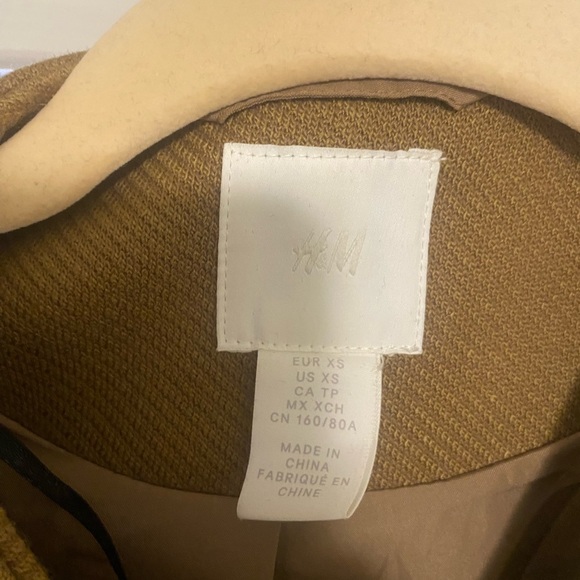 H&M
EUR XS
US XS
CA TP
MX XCH
CN 160/80A
MADE IN
CHINA
FABRIQUÉ EN
CHINE